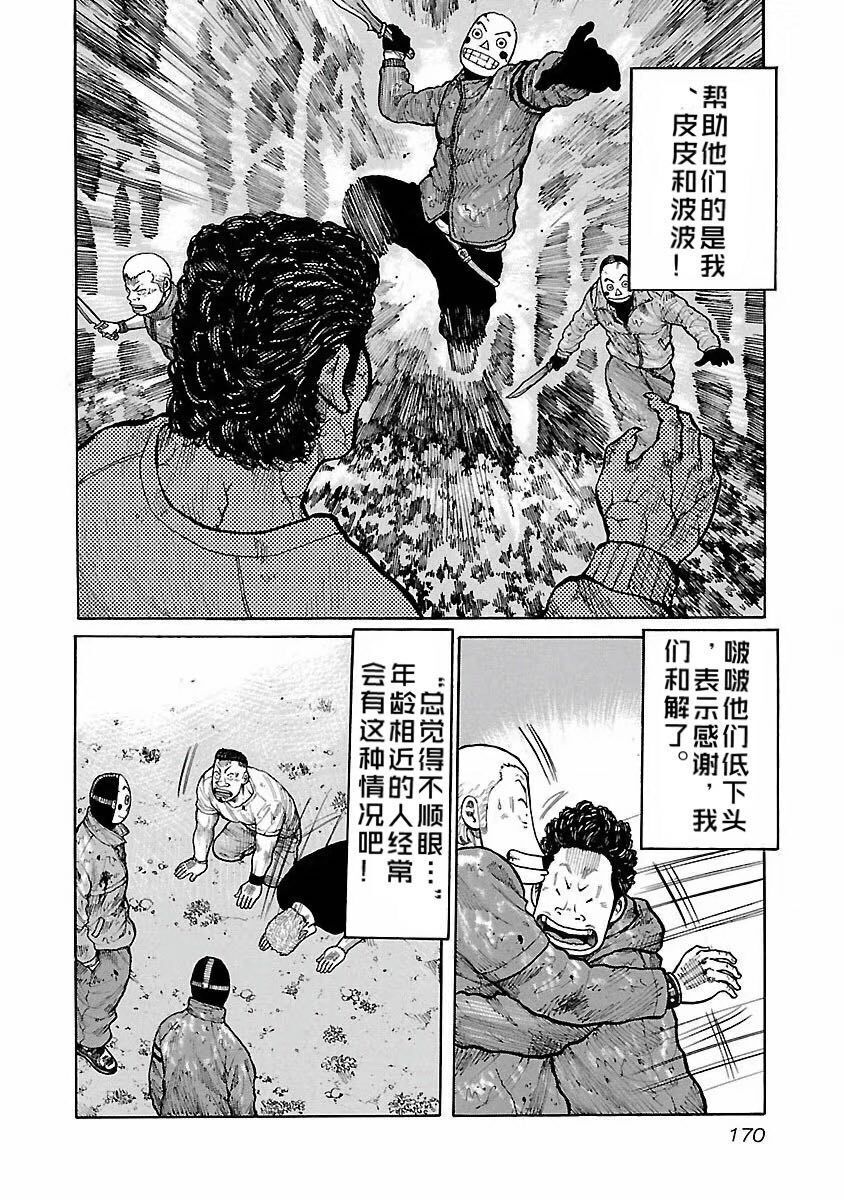 帮助他们的是我
、皮皮和波波！
啵啵他们低下头
，表示感谢，我
们和解了。
“总觉得不顺眼…”
年龄相近的人经常
会有这种情况吧！
170